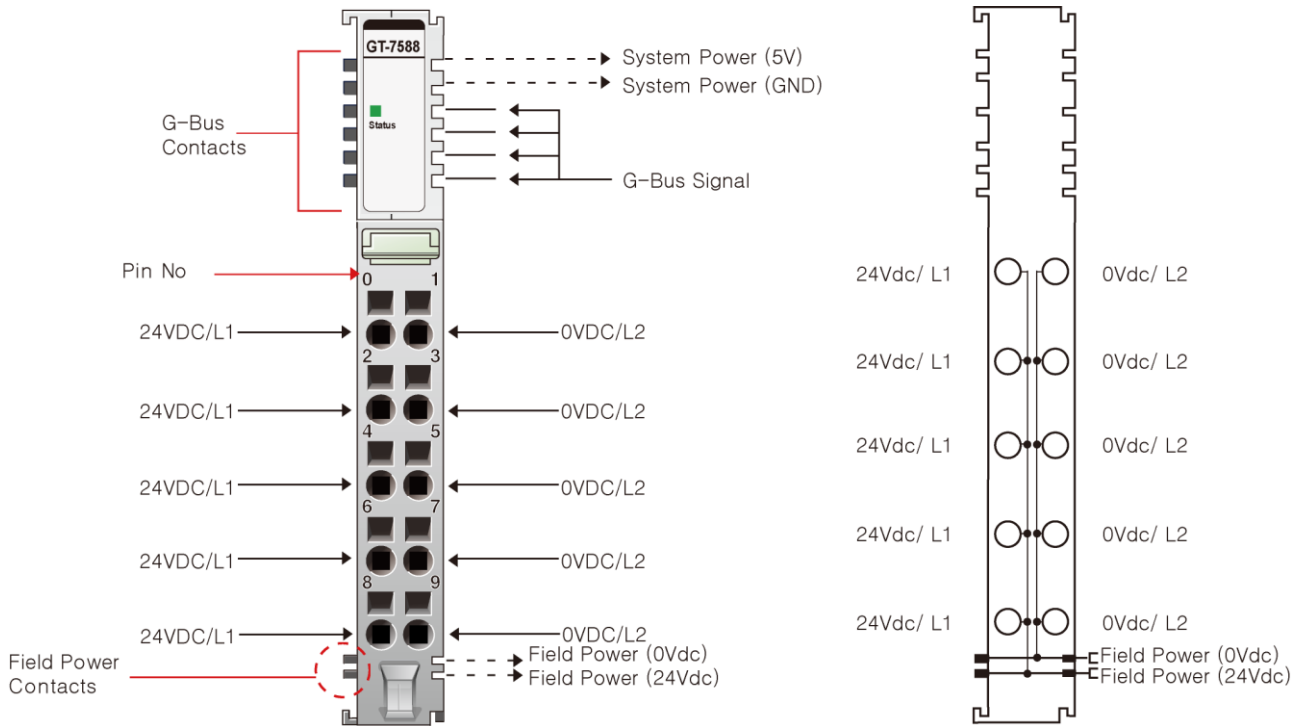 GT-7588
Status
System Power (5V)
System Power (GND)
G-Bus
Contacts
G-Bus Signal
Pin No
0 1
24VDC/L1 0VDC/L2
2 3
24VDC/L1 0VDC/L2
4 5
24VDC/L1 0VDC/L2
6 7
24VDC/L1 0VDC/L2
8 9
24VDC/L1 0VDC/L2
Field Power
Contacts
Field Power (0Vdc)
Field Power (24Vdc)
24Vdc/ L1 0Vdc/ L2
24Vdc/ L1 0Vdc/ L2
24Vdc/ L1 0Vdc/ L2
24Vdc/ L1 0Vdc/ L2
24Vdc/ L1 0Vdc/ L2
Field Power (0Vdc)
Field Power (24Vdc)